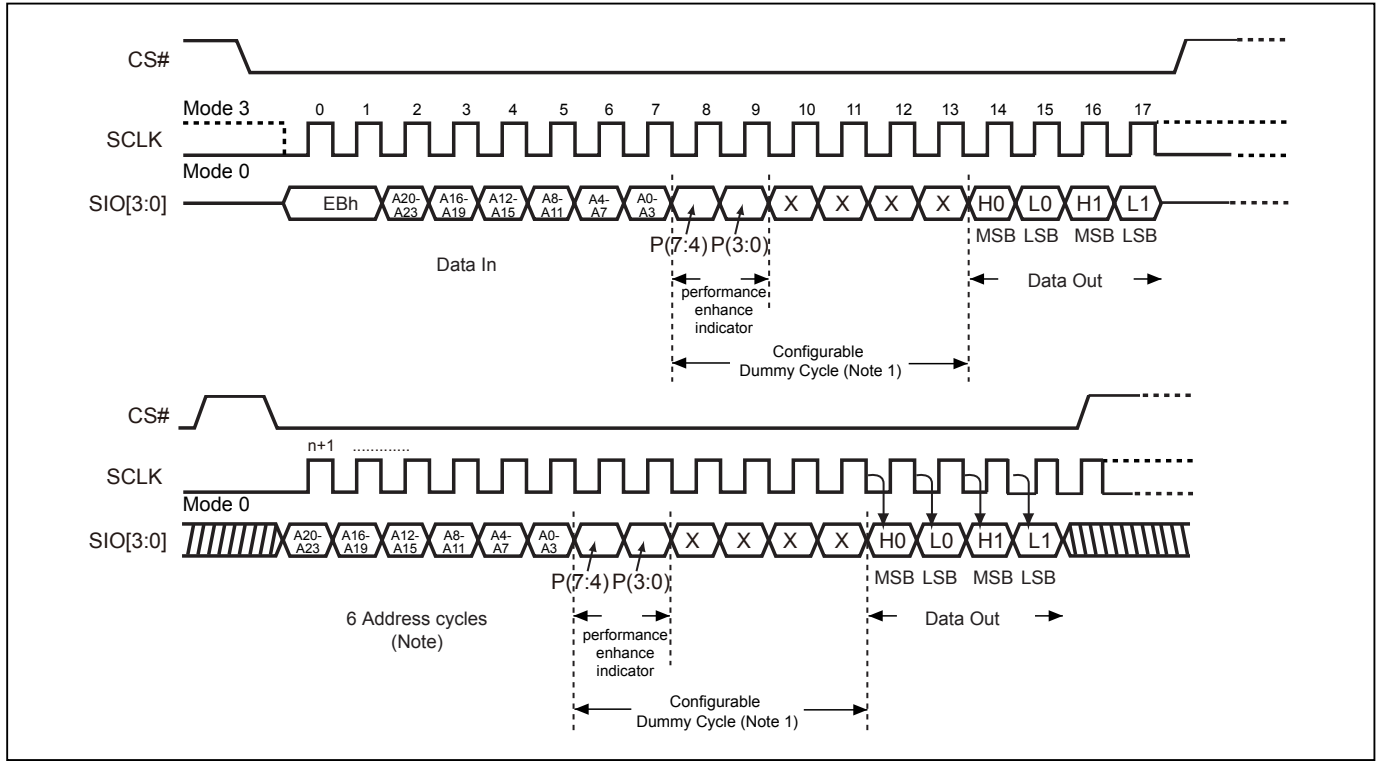 CS#
Mode 3
0 1 2 3 4 5 6 7 8 9 10 11 12 13 14 15 16 17
SCLK
Mode 0
SIO[3:0] EBh A20-A23 A16-A19 A12-A15 A8-A11 A4-A7 A0-A3 X X X X H0 L0 H1 L1
P(7:4) P(3:0) MSB LSB MSB LSB
Data In
Data Out
performance
enhance
indicator
Configurable
Dummy Cycle (Note 1)
CS#
n+1 .............
SCLK
Mode 0
SIO[3:0] A20-A23 A16-A19 A12-A15 A8-A11 A4-A7 A0-A3 X X X X H0 L0 H1 L1
P(7:4) P(3:0) MSB LSB MSB LSB
6 Address cycles
(Note)
Data Out
performance
enhance
indicator
Configurable
Dummy Cycle (Note 1)